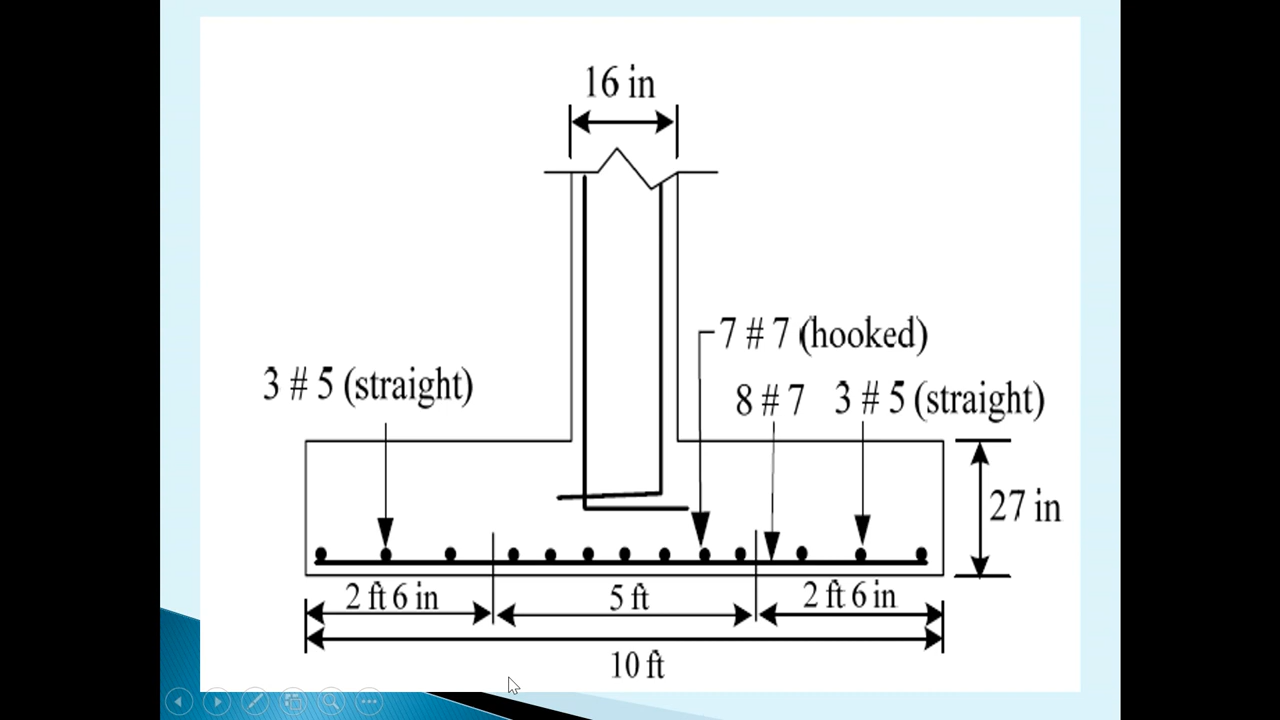 16 in
7 # 7 (hooked)
3 # 5 (straight)
8 # 7
3 # 5 (straight)
27 in
2 ft 6 in
5 ft
2 ft 6 in
10 ft